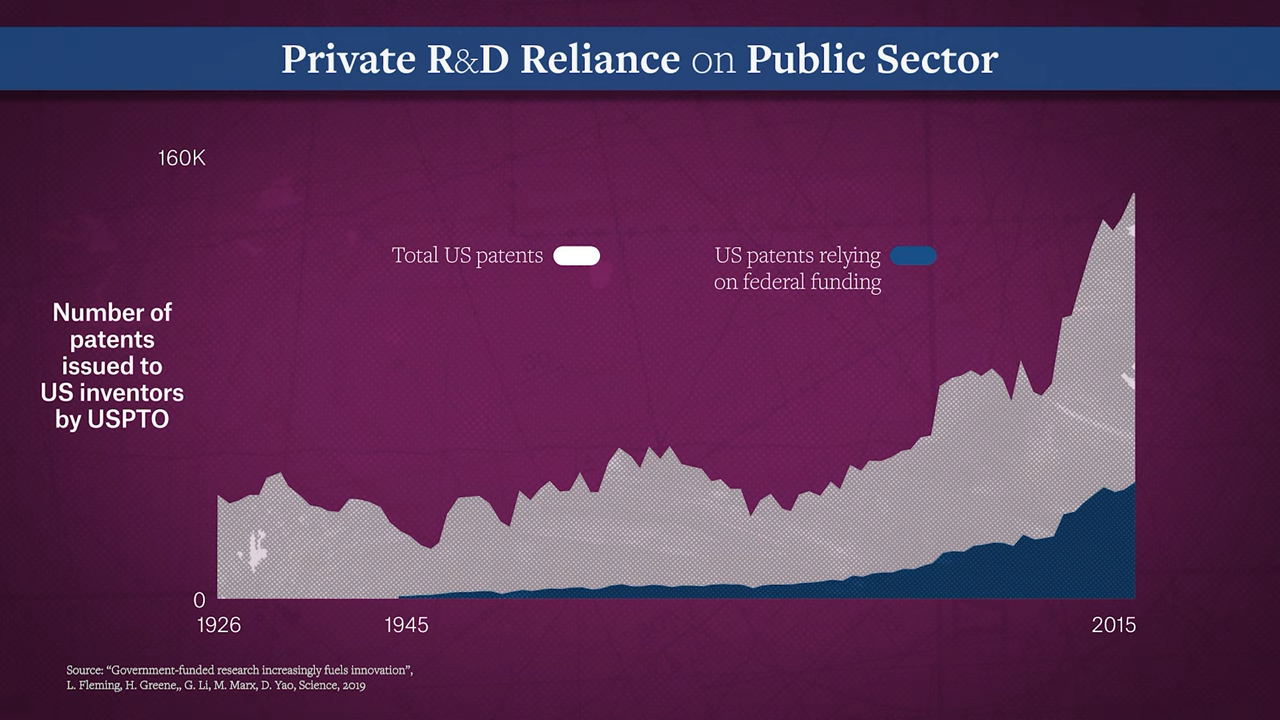 Private R&D Reliance on Public Sector
160K
Total US patents
US patents relying
on federal funding
Number of
patents
issued to
US inventors
by USPTO
0
1926
1945
2015
Source: “Government-funded research increasingly fuels innovation”,
L. Fleming, H. Greene,, G. Li, M. Marx, D. Yao, Science, 2019